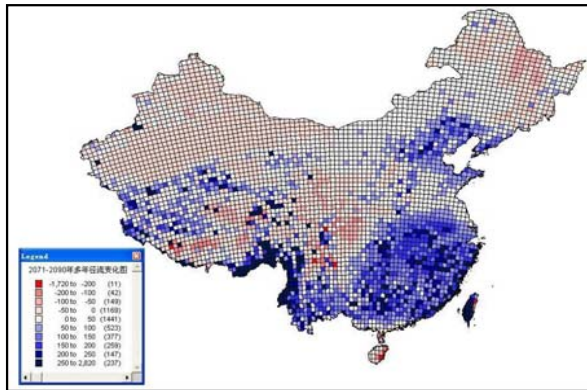 Legend
2071-2090年多年径流变化图
-1,720 to -200 (11)
-200 to -100 (42)
-100 to -50 (149)
-50 to 0 (1168)
0 to 50 (1441)
50 to 100 (523)
100 to 150 (377)
150 to 200 (259)
200 to 250 (147)
250 to 2,820 (237)